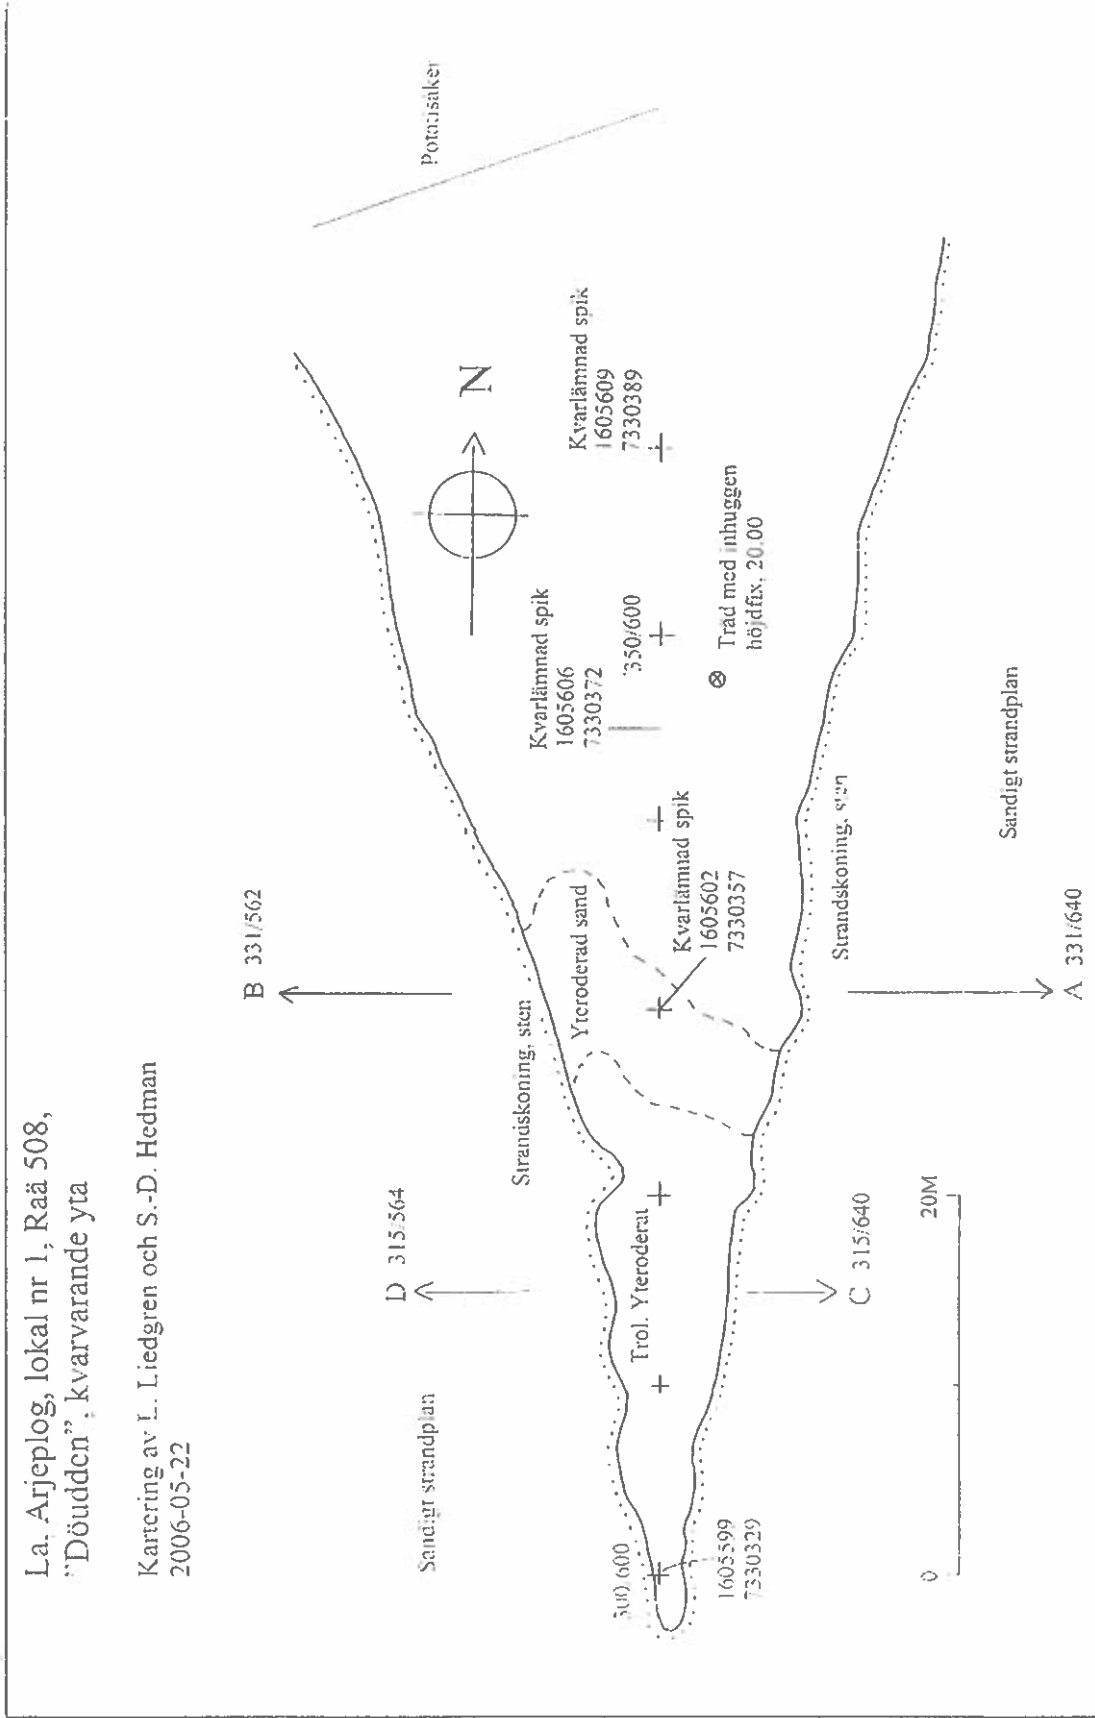 La. Arjeplog, lokal nr 1, Raä 508,
"Döudden", kvarvarande yta
Kartering av L. Liedgren och S.-D. Hedman
2006-05-22
B 331/562
D 315/564
Sandigt strandplan
Strandskoning, sten
Yteroderad sand
Trol. Yteroderat
Potatisåker
N
Kvarlämnad spik
1605609
7330389
Kvarlämnad spik
1605606
7330372
350/600
Träd med inhuggen
höjdfix, 20.00
Kvarlämnad spik
1605602
7330357
300/600
1605599
7330329
Strandskoning, sten
Sandigt strandplan
C 315/640
A 331/640
0
20M